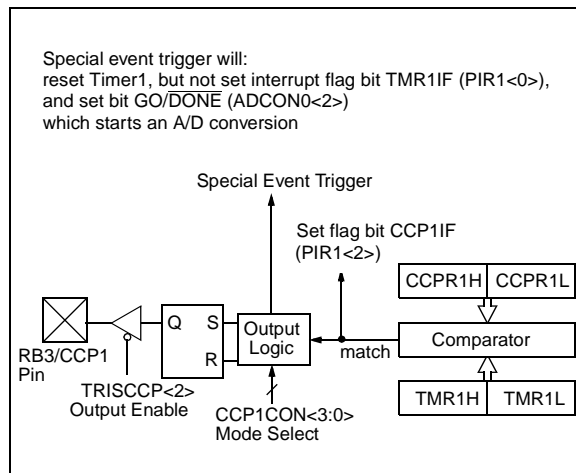 Special event trigger will:
reset Timer1, but not set interrupt flag bit TMR1IF (PIR1<0>),
and set bit GO/DONE (ADCON0<2>)
which starts an A/D conversion
Special Event Trigger
Set flag bit CCP1IF
(PIR1<2>)
CCPR1H CCPR1L
Q S
R
Output
Logic
match
Comparator
RB3/CCP1
Pin
TRISCCP<2>
Output Enable
CCP1CON<3:0>
Mode Select
TMR1H TMR1L